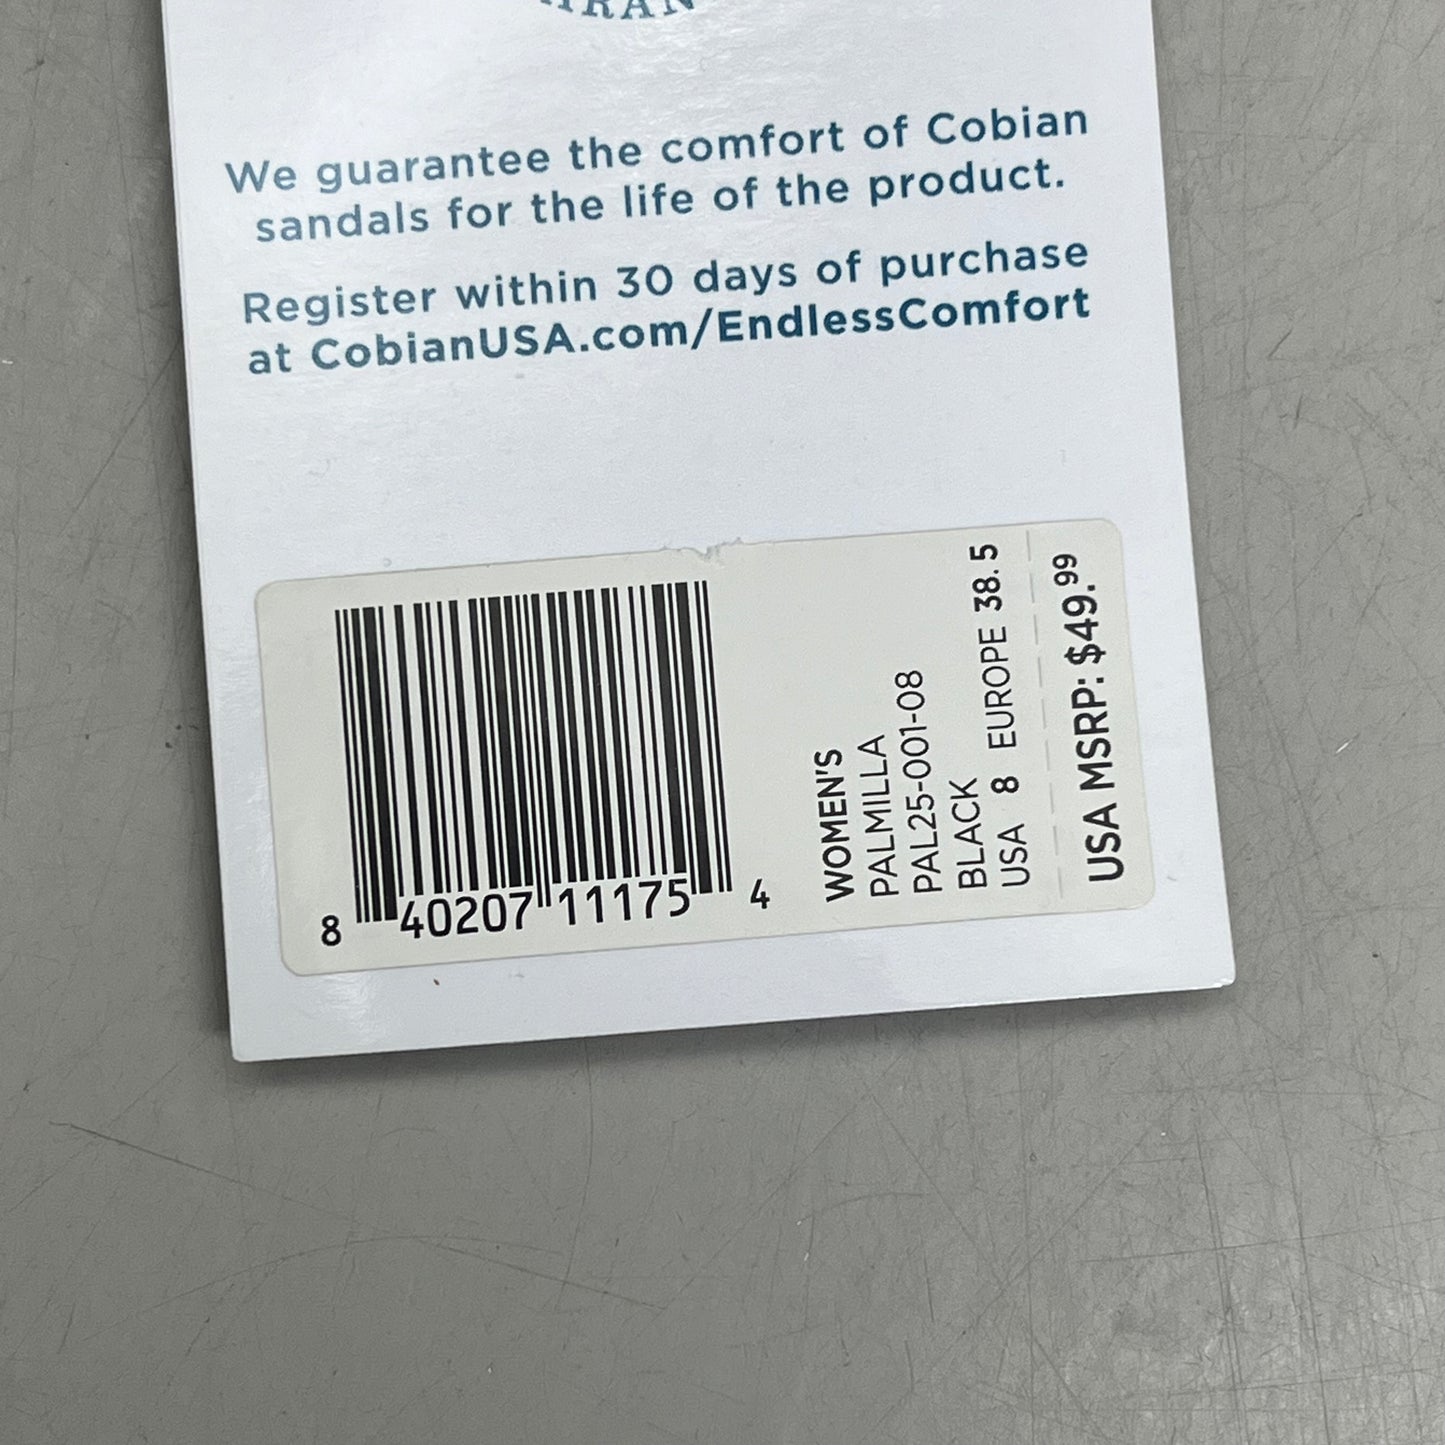 We guarantee the comfort of Cobian
sandals for the life of the product.
Register within 30 days of purchase
at CobianUSA.com/EndlessComfort
8 40207 11175 4
WOMEN'S
PALMILLA
PAL25-001-08
BLACK
USA 8 EUROPE 38.5
USA MSRP: $49.99